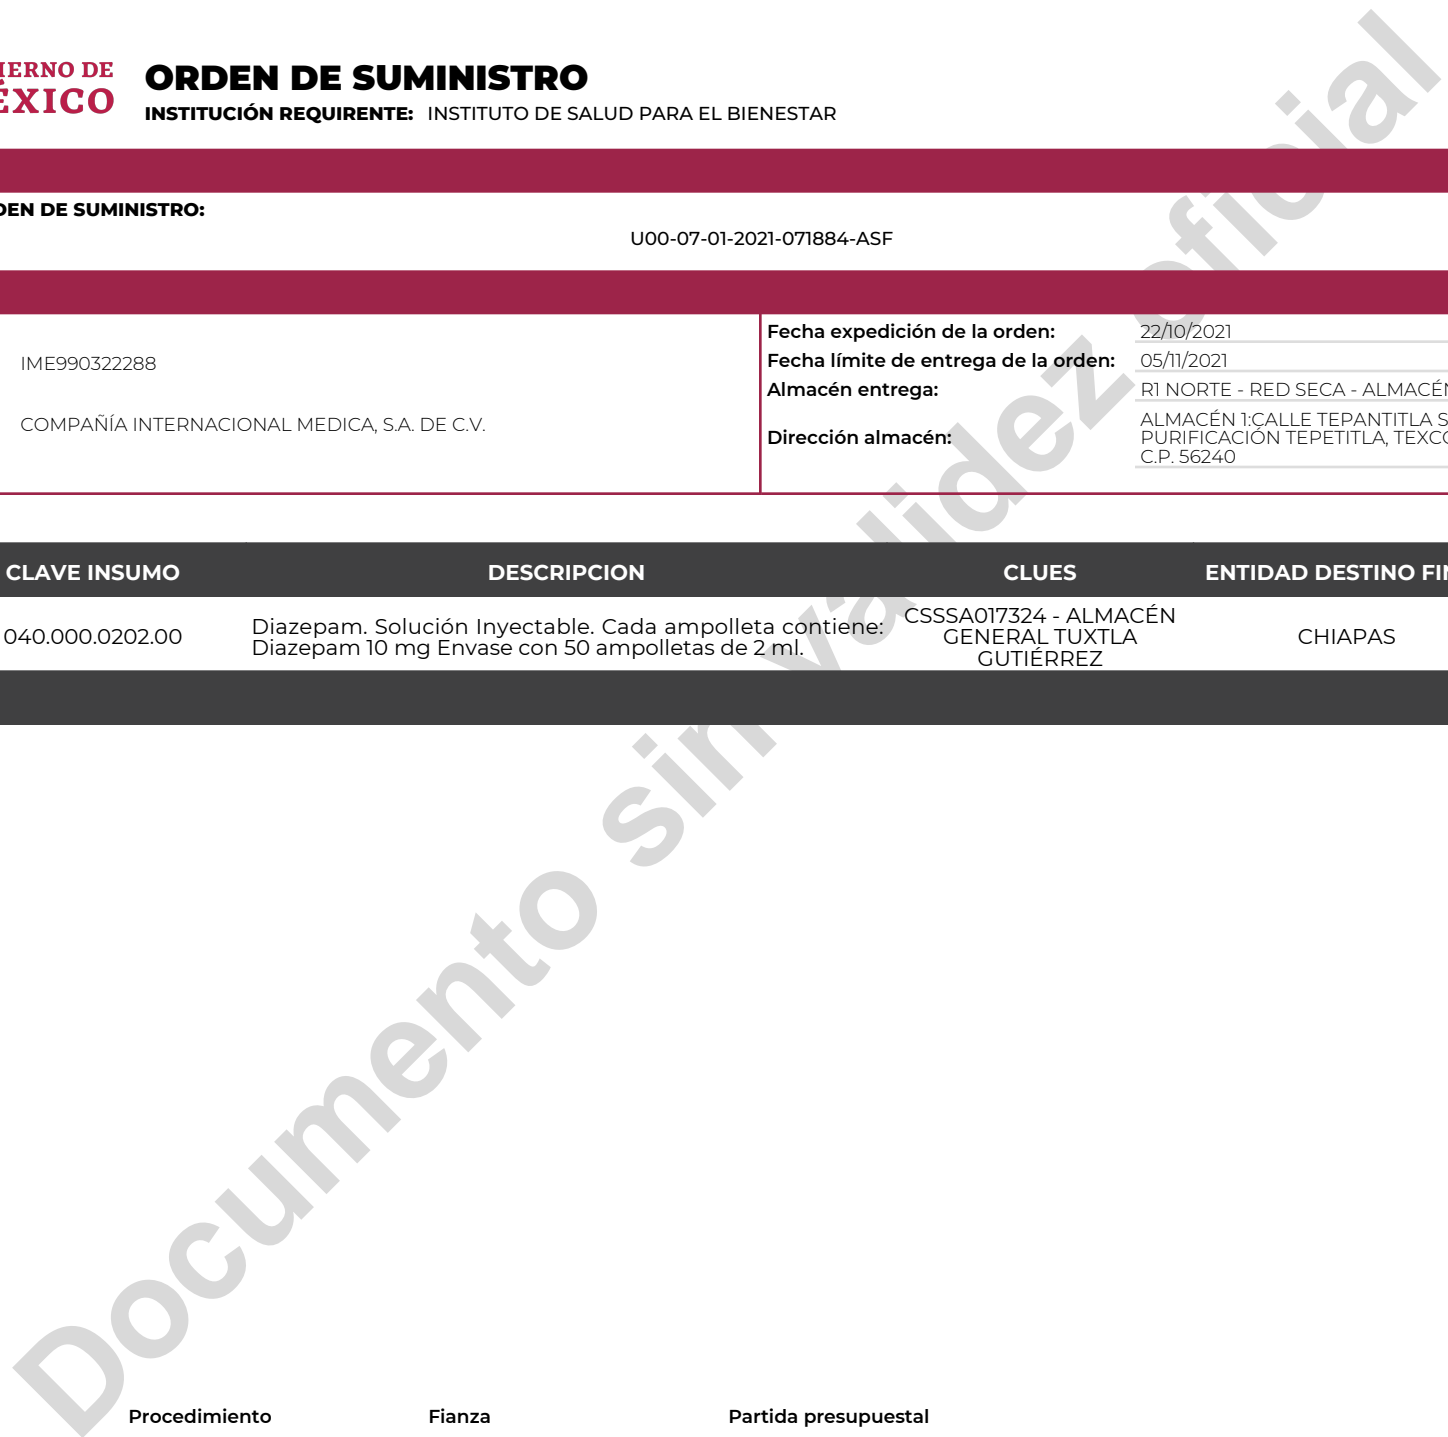 IERNO DE
ÉXICO
ORDEN DE SUMINISTRO
INSTITUCIÓN REQUIRENTE: INSTITUTO DE SALUD PARA EL BIENESTAR
DEN DE SUMINISTRO:
U00-07-01-2021-071884-ASF
IME990322288
COMPAÑÍA INTERNACIONAL MEDICA, S.A. DE C.V.
Fecha expedición de la orden: 22/10/2021
Fecha límite de entrega de la orden: 05/11/2021
Almacén entrega: R1 NORTE - RED SECA - ALMACÉN
Dirección almacén: ALMACÉN 1:CALLE TEPANTITLA S
PURIFICACIÓN TEPETITLA, TEXCO
C.P. 56240
CLAVE INSUMO DESCRIPCION CLUES ENTIDAD DESTINO FIN
040.000.0202.00
Diazepam. Solución Inyectable. Cada ampolleta contiene:
Diazepam 10 mg Envase con 50 ampolletas de 2 ml.
CSSSA017324 - ALMACÉN
GENERAL TUXTLA
GUTIÉRREZ
CHIAPAS
Documento sin validez oficial
Procedimiento Fianza Partida presupuestal